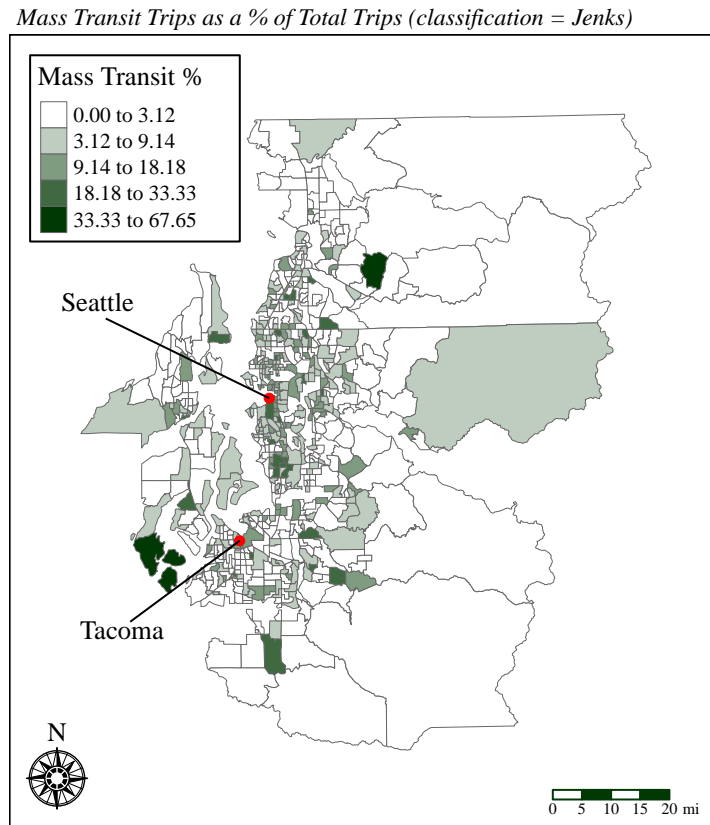 Mass Transit Trips as a % of Total Trips (classification = Jenks)
Mass Transit %
0.00 to 3.12
3.12 to 9.14
9.14 to 18.18
18.18 to 33.33
33.33 to 67.65
Seattle
Tacoma
N
0 5 10 15 20 mi